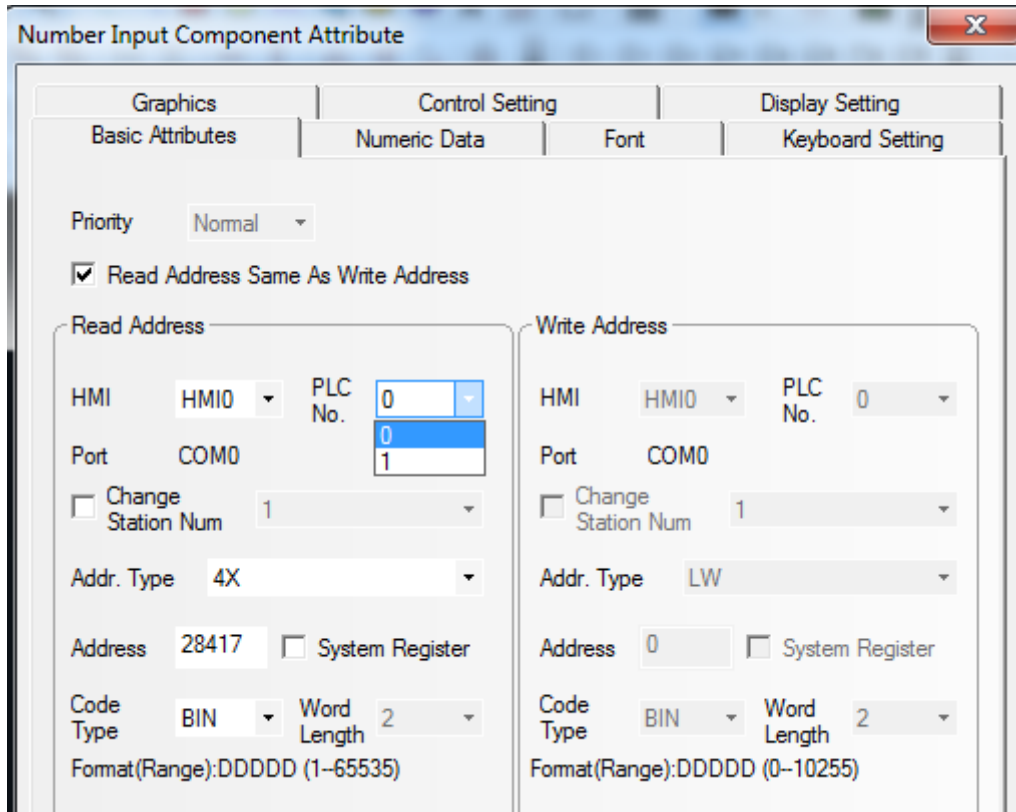 Number Input Component Attribute
Graphics Control Setting Display Setting
Basic Attributes Numeric Data Font Keyboard Setting
Priority Normal
Read Address Same As Write Address
Read Address
HMI HMI0 PLC No. 0
0
1
Port COM0
Change Station Num 1
Addr. Type 4X
Address 28417 System Register
Code Type BIN Word Length 2
Format(Range):DDDDD (1--65535)
Write Address
HMI HMI0 PLC No. 0
Port COM0
Change Station Num 1
Addr. Type LW
Address 0 System Register
Code Type BIN Word Length 2
Format(Range):DDDDD (0--10255)